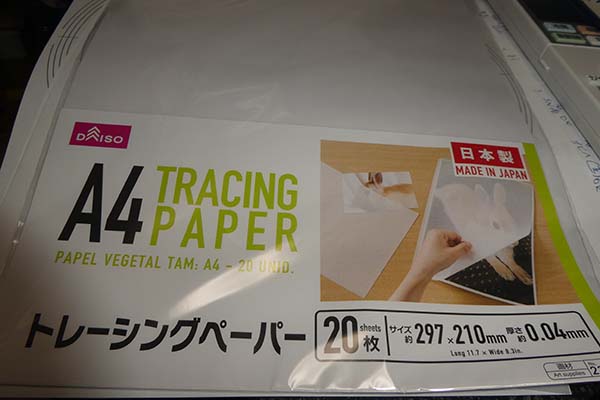 DAISO
日本製
MADE IN JAPAN
A4 TRACING
PAPER
PAPEL VEGETAL TAM: A4 - 20 UNID.
トレーシングペーパー
20 sheets 枚
サイズ約 297×210mm 厚さ約 0.04mm
Long 11.7 × Wide 8.3in.
画材
Art supplies